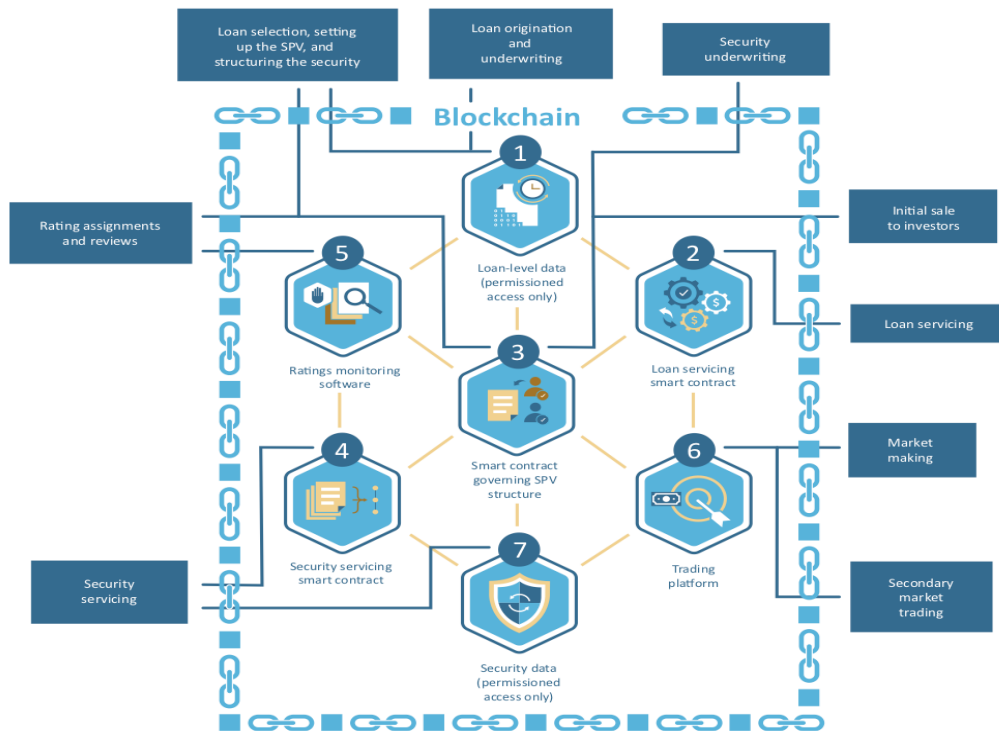 Loan selection, setting
up the SPV, and
structuring the security
Loan origination
and
underwriting
Security
underwriting
Blockchain
1
Rating assignments
and reviews
Initial sale
to investors
5
Loan-level data
(permissioned
access only)
2
Loan servicing
Ratings monitoring
software
3
Loan servicing
smart contract
4
Smart contract
governing SPV
structure
6
Market
making
Security
servicing
Security servicing
smart contract
7
Trading
platform
Secondary
market
trading
Security data
(permissioned
access only)